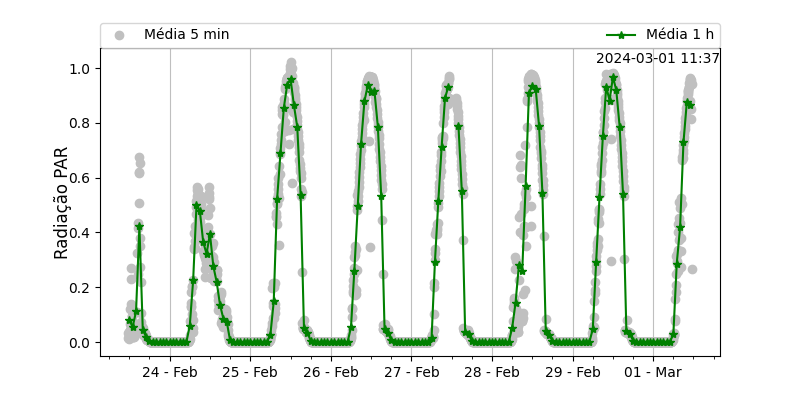 Média 5 min
Média 1 h
2024-03-01 11:37
Radiação PAR
1.0
0.8
0.6
0.4
0.2
0.0
24 - Feb
25 - Feb
26 - Feb
27 - Feb
28 - Feb
29 - Feb
01 - Mar